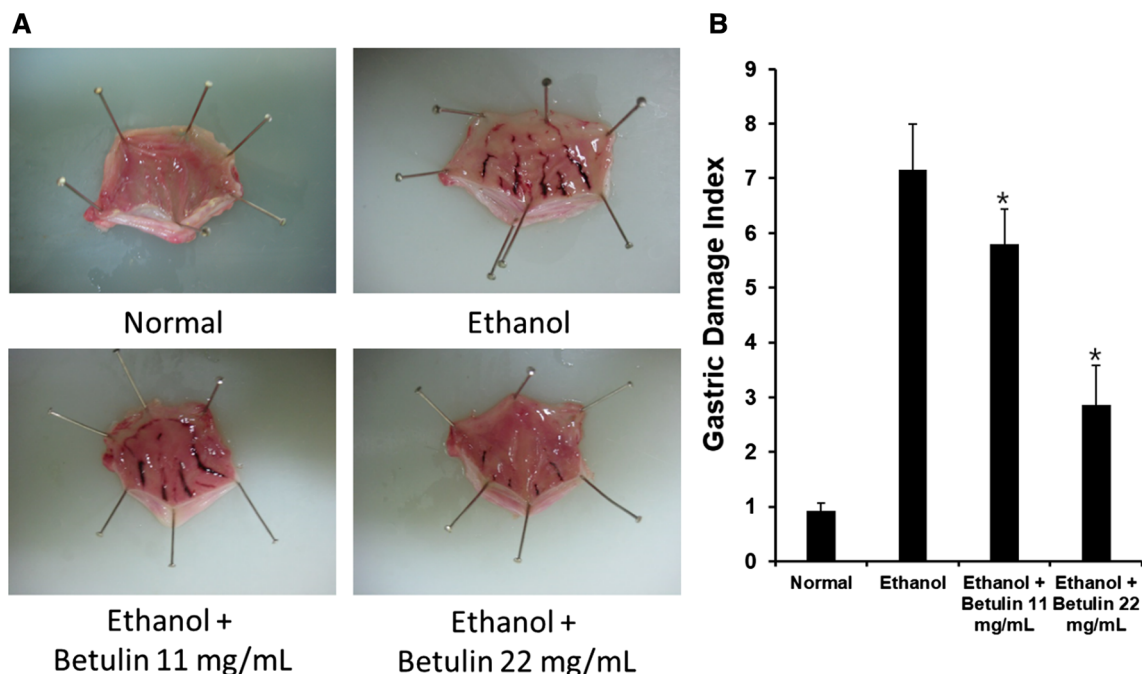 A
Normal
Ethanol
Ethanol +
Betulin 11 mg/mL
Ethanol +
Betulin 22 mg/mL
B
Gastric Damage Index
9
8
7
6
5
4
3
2
1
0
*
*
Normal
Ethanol
Ethanol +
Betulin 11
mg/mL
Ethanol +
Betulin 22
mg/mL